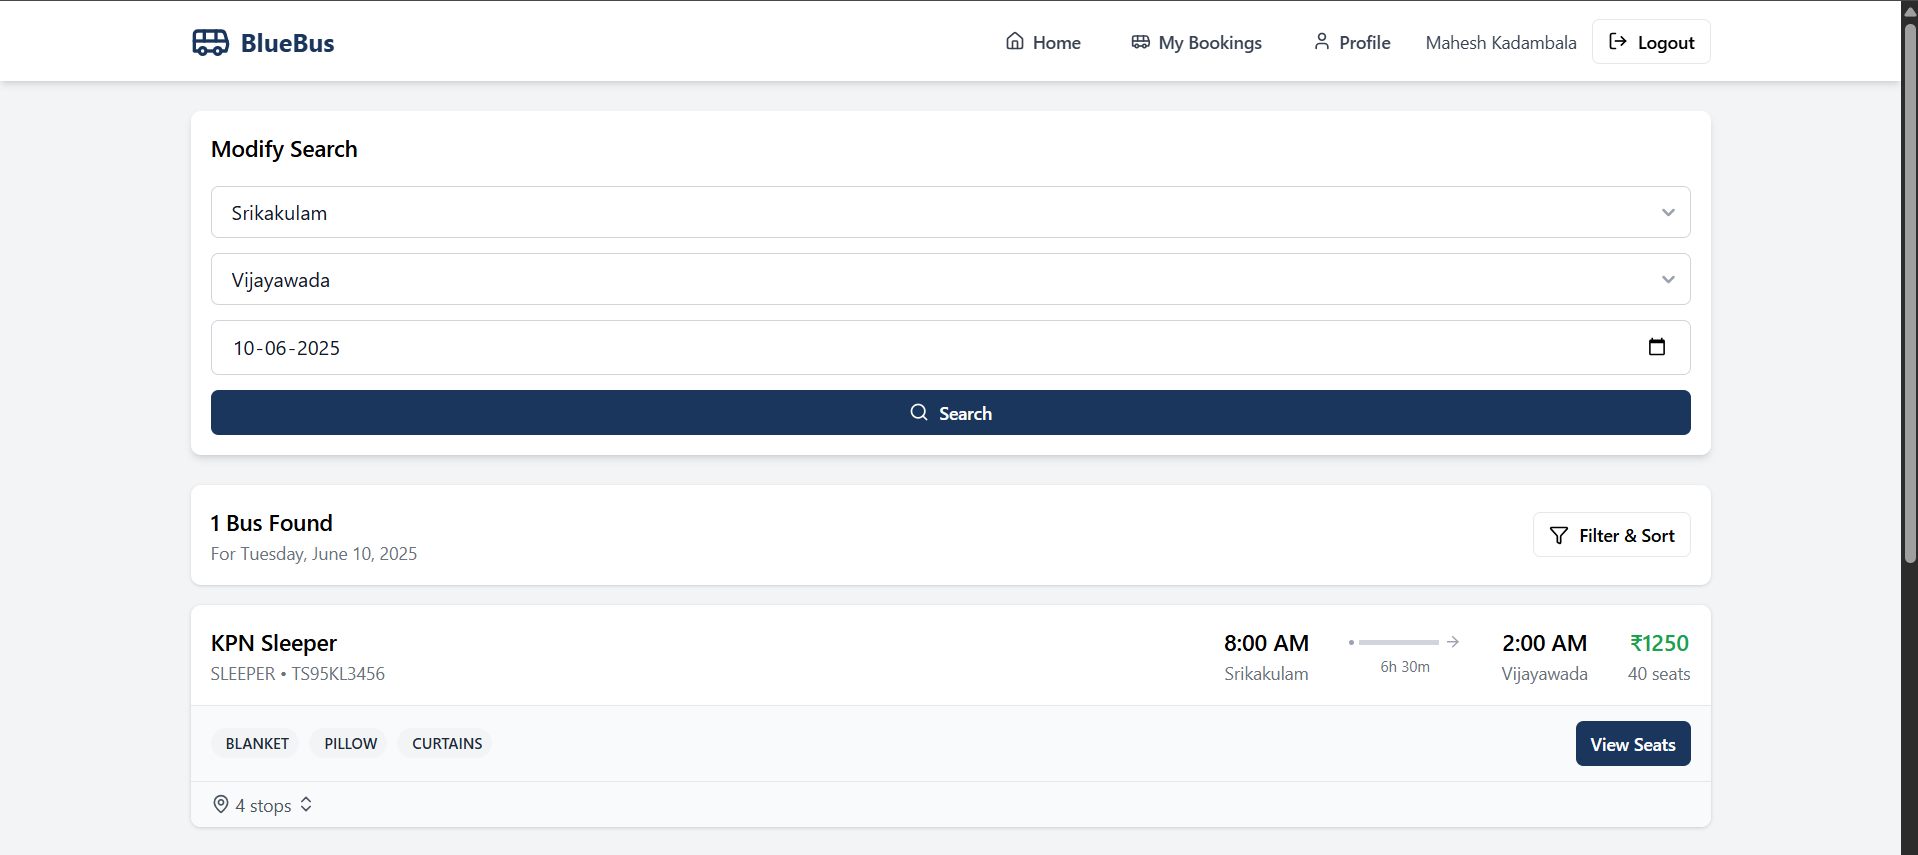 BlueBus
Home My Bookings Profile Mahesh Kadambala Logout
Modify Search
Srikakulam
Vijayawada
10-06-2025
Search
1 Bus Found
For Tuesday, June 10, 2025
Filter & Sort
KPN Sleeper
SLEEPER • TS95KL3456
8:00 AM
Srikakulam
6h 30m
2:00 AM
Vijayawada
₹1250
40 seats
BLANKET PILLOW CURTAINS
View Seats
4 stops